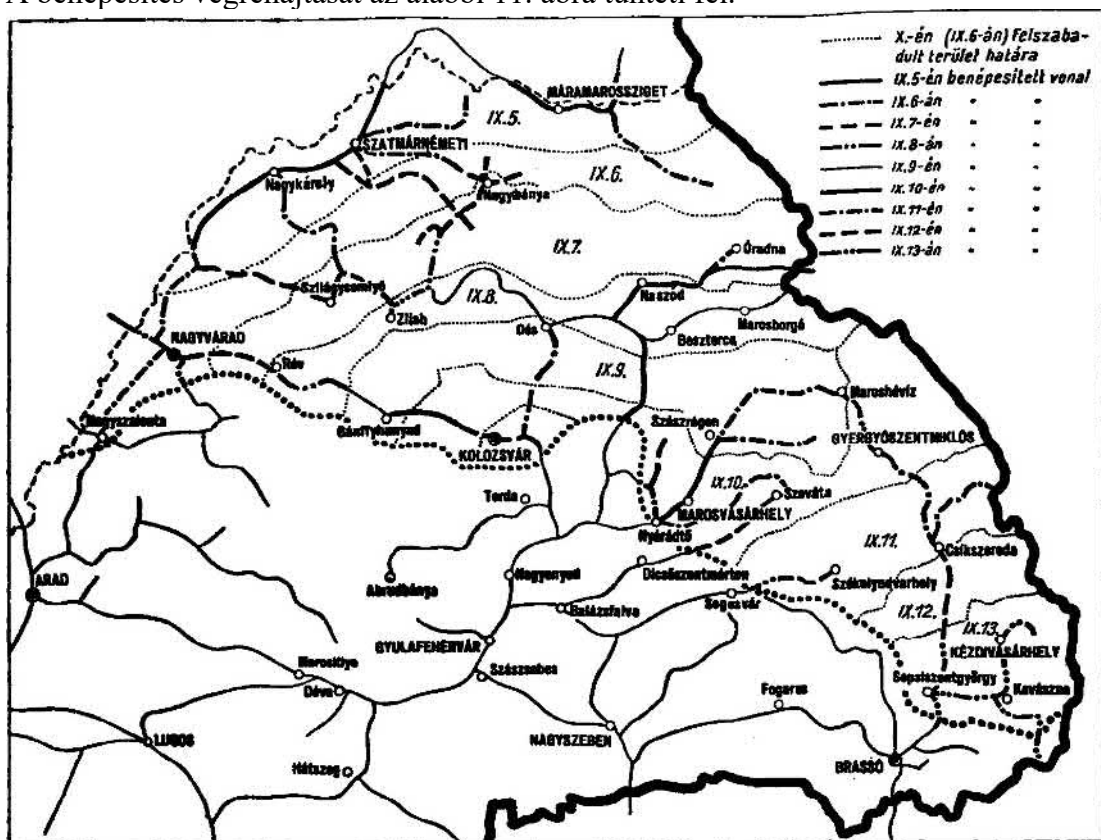 A benépesítés végrehajtását az alábbi 11. ábra tünteti fel.
X.-én (IX.6-án) Felszaba-
dult terület határa
IX.5-én benépesített vonal
IX.6-án " "
IX.7-én " "
IX.8-án " "
IX.9-én " "
IX.10-én " "
IX.11-én " "
IX.12-én " "
IX.13-án " "
MÁRAMAROSSZIGET
IX.5.
SZATMÁRNÉMETI
Nagykároly
IX.6.
Nagybánya
IX.7.
Óradna
Szilágysomlyó
IX.8.
Naszód
Zilah
Marosborgó
Dés
Beszterce
NAGYVÁRAD
Rév
IX.9.
Maroshévíz
Nagyszalonta
Bánffyhunyad
Szászrégen
KOLOZSVÁR
GYERGYÓSZENTMIKLÓS
IX.10.
Szováta
Torda
MAROSVÁSÁRHELY
Nyárádtő
IX.11.
Csíkszereda
Dicsőszentmárton
Székelyudvarhely
Nagyenyed
Abrudbánya
ARAD
Segesvár
Balázsfalva
IX.12.
IX.13.
GYULAFEHÉRVÁR
KÉZDIVÁSÁRHELY
Marosillye
Szászsebes
Sepsiszentgyörgy
Déva
Fogaras
Kovászna
LUGOS
NAGYSZEBEN
Hátszeg
BRASSÓ